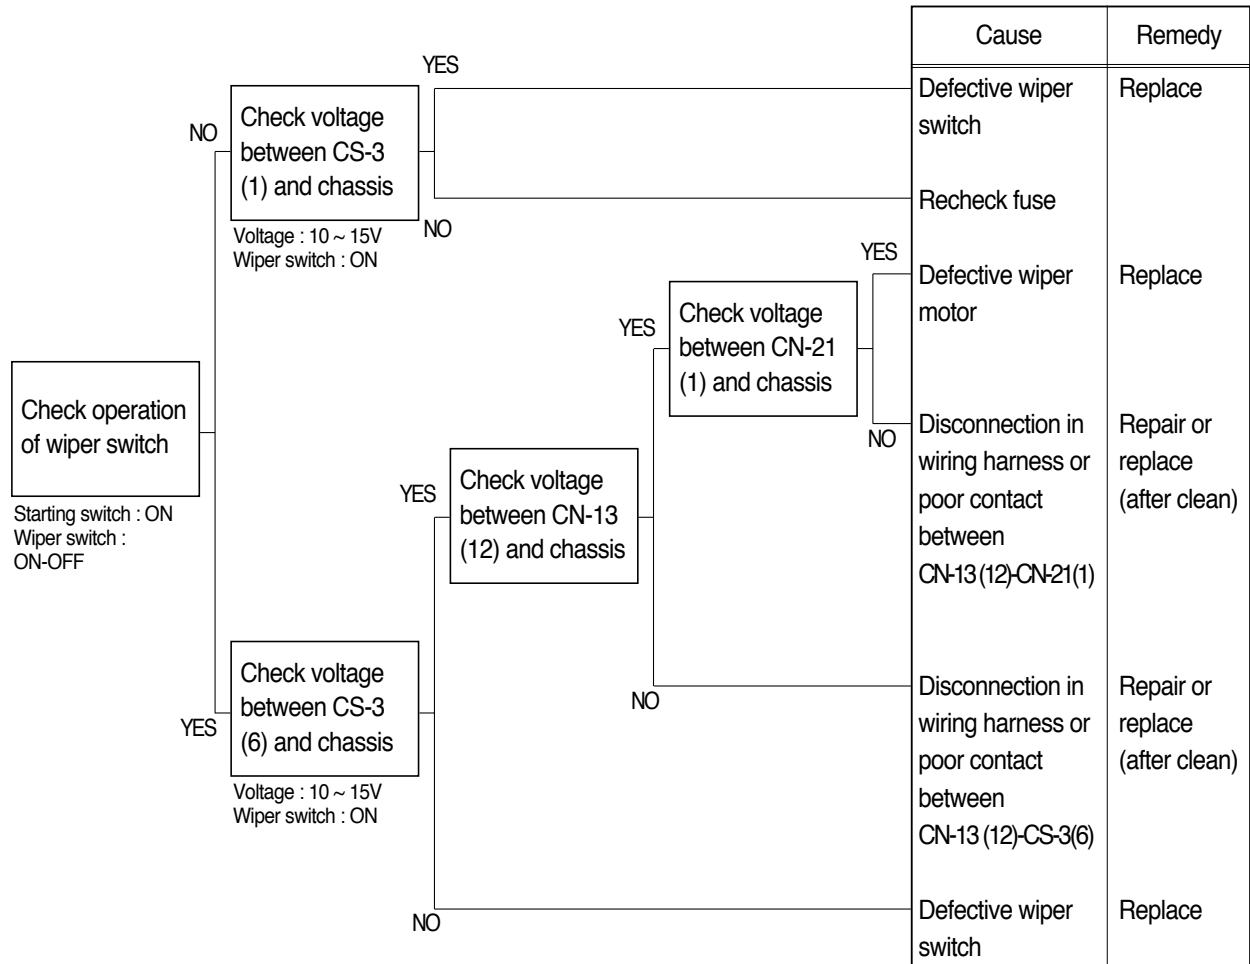 Cause
Remedy
YES
Defective wiper
switch
Replace
NO
Check voltage
between CS-3
(1) and chassis
Voltage : 10 ~ 15V
Wiper switch : ON
NO
Recheck fuse
YES
Defective wiper
motor
Replace
YES
Check voltage
between CN-21
(1) and chassis
NO
Disconnection in
wiring harness or
poor contact
between
CN-13 (12)-CN-21(1)
Repair or
replace
(after clean)
Check operation
of wiper switch
Starting switch : ON
Wiper switch :
ON-OFF
YES
Check voltage
between CN-13
(12) and chassis
NO
Disconnection in
wiring harness or
poor contact
between
CN-13 (12)-CS-3(6)
Repair or
replace
(after clean)
YES
Check voltage
between CS-3
(6) and chassis
Voltage : 10 ~ 15V
Wiper switch : ON
NO
Defective wiper
switch
Replace